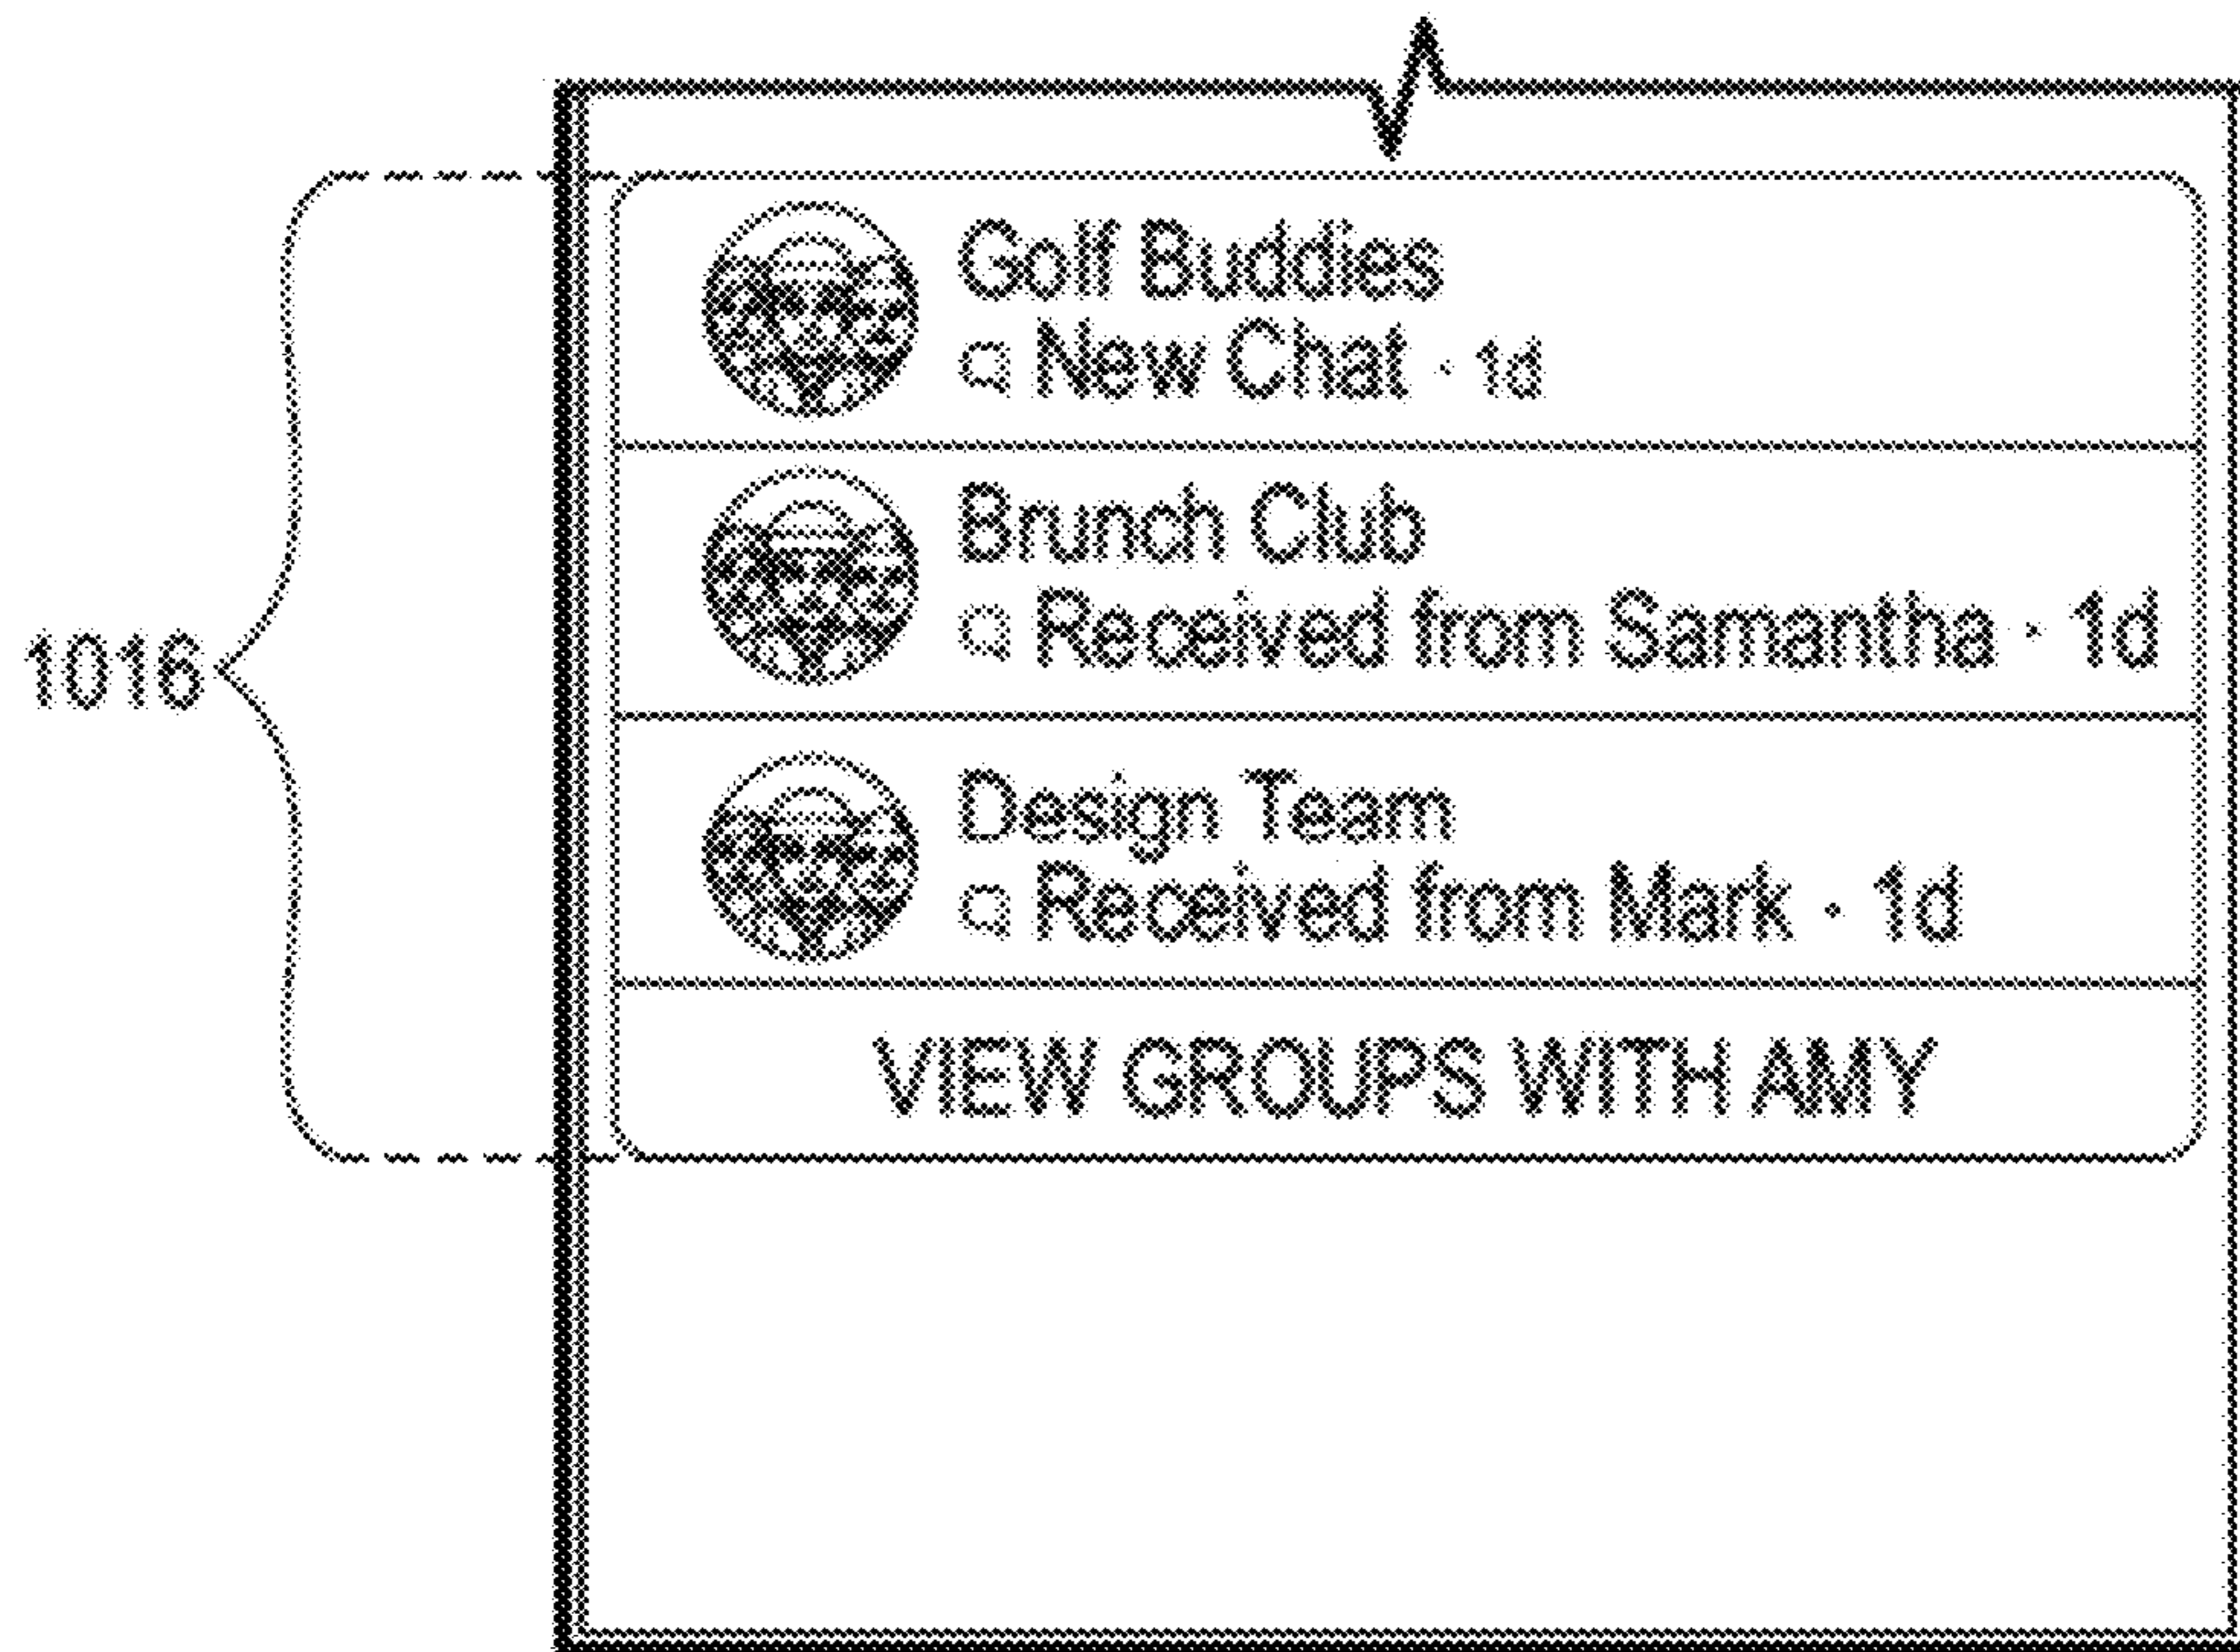 Golf Buddies
New Chat · 1d
Brunch Club
Received from Samantha · 1d
1016
Design Team
Received from Mark · 1d
VIEW GROUPS WITH AMY